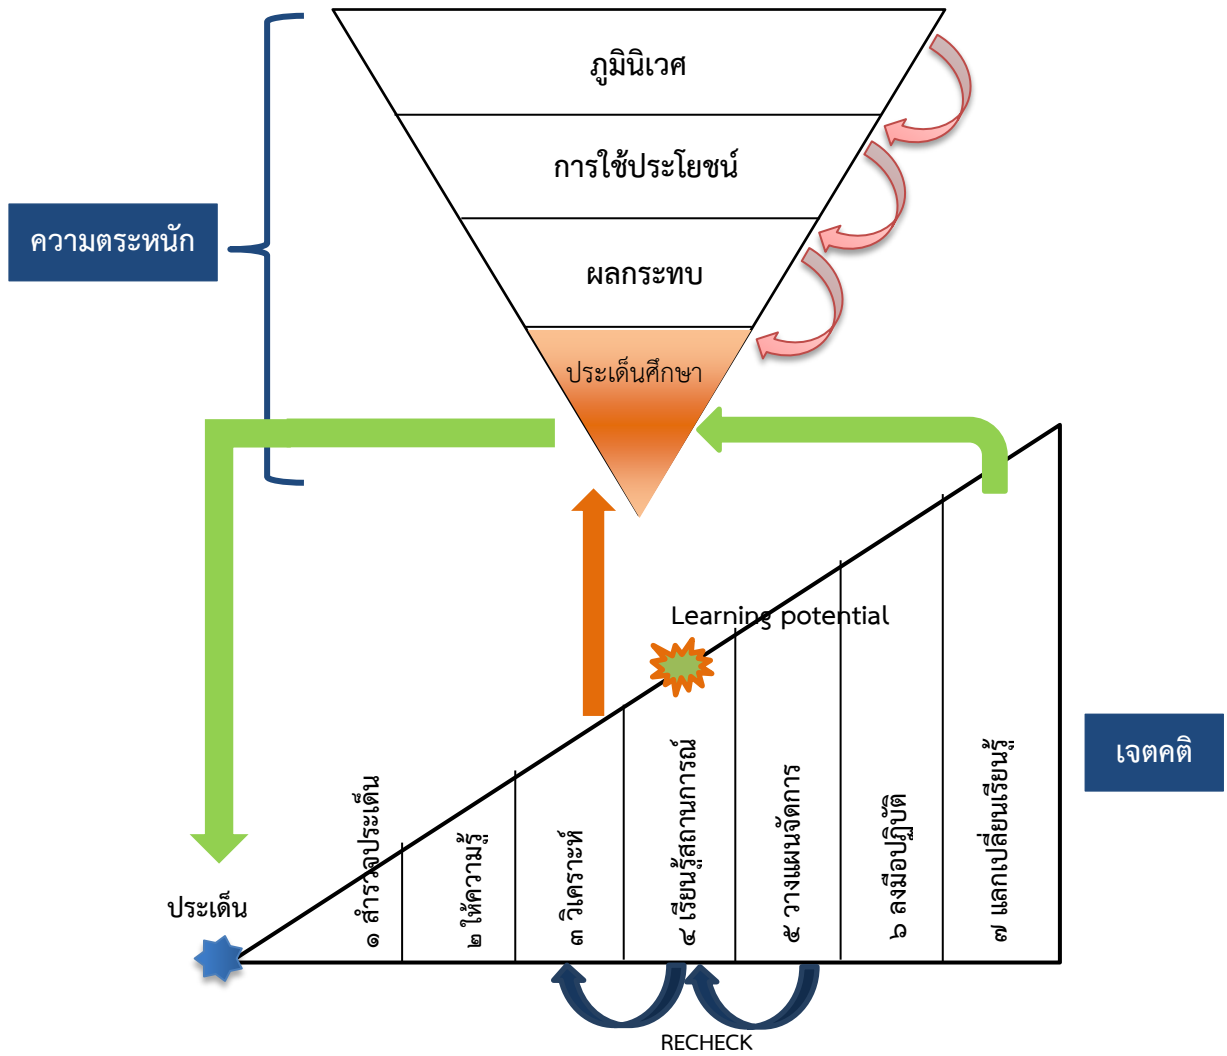 ภูมินิเวศ
การใช้ประโยชน์
ความตระหนัก
ผลกระทบ
ประเด็นศึกษา
Learning potential
เจตคติ
ประเด็น
๑ สำรวจประเด็น
๒ ให้ความรู้
๓ วิเคราะห์
๔ เรียนรู้สถานการณ์
๕ วางแผนจัดการ
๖ ลงมือปฏิบัติ
๗ แลกเปลี่ยนเรียนรู้
RECHECK